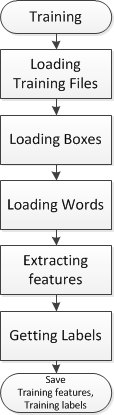 Training
Loading
Training Files
Loading Boxes
Loading Words
Extracting
features
Getting Labels
Save
Training features,
Training labels